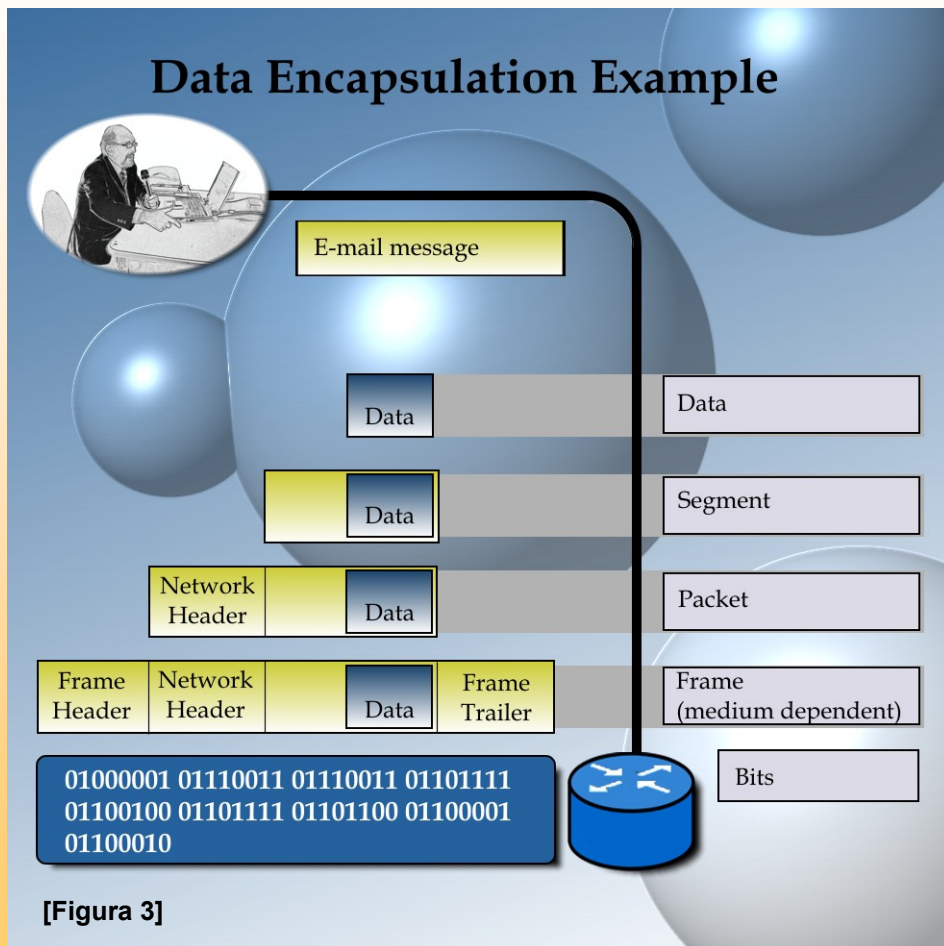 Data Encapsulation Example
E-mail message
Data
Data
Data
Segment
Network
Header
Data
Packet
Frame
Header
Network
Header
Data
Frame
Trailer
Frame
(medium dependent)
01000001 01110011 01110011 01101111
01100100 01101111 01101100 01100001
01100010
Bits
[Figura 3]